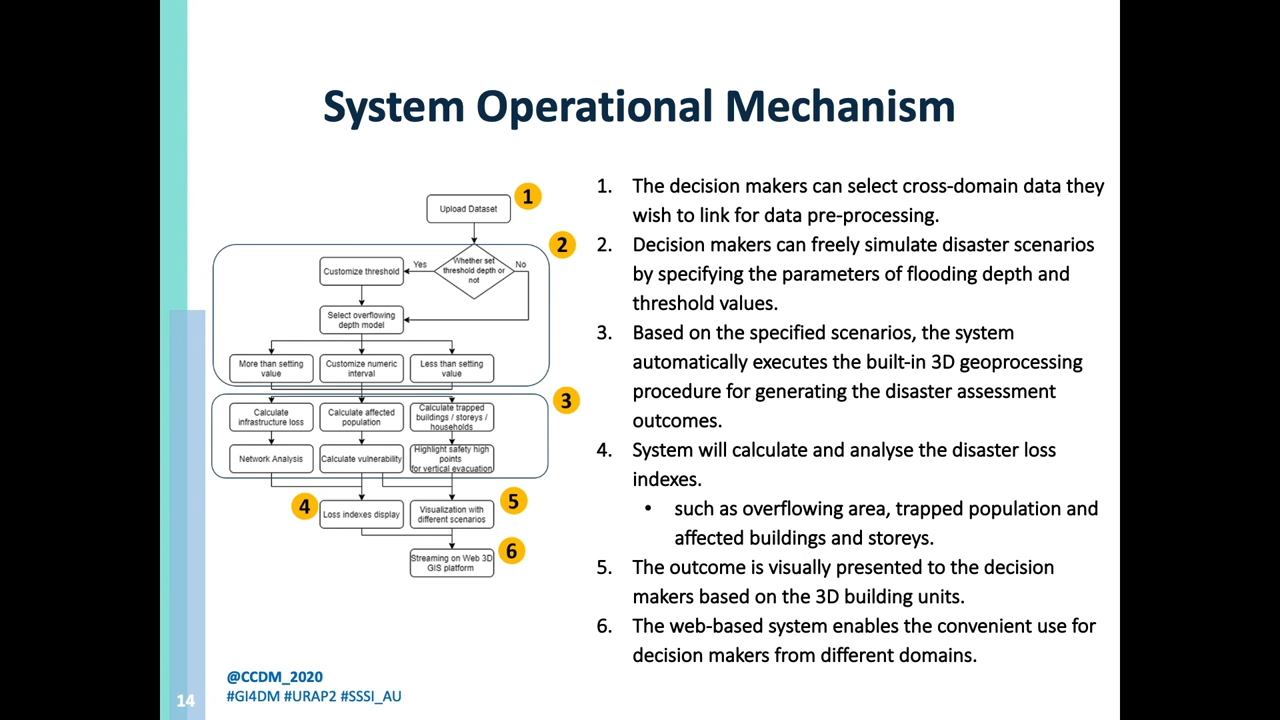 System Operational Mechanism
1
Upload Dataset
2
Whether set
threshold depth or
not
Yes
No
Customize threshold
Select overflowing
depth model
More than setting
value
Customize numeric
interval
Less than setting
value
3
Calculate
infrastructure loss
Calculate affected
population
Calculate trapped
buildings / storeys /
households
Network Analysis
Calculate vulnerability
Highlight safety high
points
for vertical evacuation
4
Loss indexes display
5
Visualization with
different scenarios
6
Streaming on Web 3D
GIS platform
1. The decision makers can select cross-domain data they
wish to link for data pre-processing.
2. Decision makers can freely simulate disaster scenarios
by specifying the parameters of flooding depth and
threshold values.
3. Based on the specified scenarios, the system
automatically executes the built-in 3D geoprocessing
procedure for generating the disaster assessment
outcomes.
4. System will calculate and analyse the disaster loss
indexes.
• such as overflowing area, trapped population and
affected buildings and storeys.
5. The outcome is visually presented to the decision
makers based on the 3D building units.
6. The web-based system enables the convenient use for
decision makers from different domains.
@CCDM_2020
#GI4DM #URAP2 #SSSI_AU
14